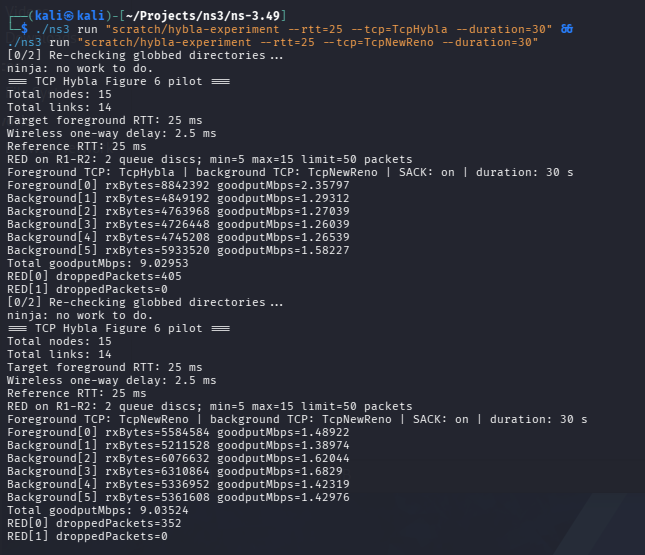 ┌──(kali㉿kali)-[~/Projects/ns3/ns-3.49]
└─$ ./ns3 run "scratch/hybla-experiment --rtt=25 --tcp=TcpHybla --duration=30" &&
./ns3 run "scratch/hybla-experiment --rtt=25 --tcp=TcpNewReno --duration=30"
[0/2] Re-checking globbed directories...
ninja: no work to do.
=== TCP Hybla Figure 6 pilot ===
Total nodes: 15
Total links: 14
Target foreground RTT: 25 ms
Wireless one-way delay: 2.5 ms
Reference RTT: 25 ms
RED on R1-R2: 2 queue discs; min=5 max=15 limit=50 packets
Foreground TCP: TcpHybla | background TCP: TcpNewReno | SACK: on | duration: 30 s
Foreground[0] rxBytes=8842392 goodputMbps=2.35797
Background[1] rxBytes=4849192 goodputMbps=1.29312
Background[2] rxBytes=4763968 goodputMbps=1.27039
Background[3] rxBytes=4726448 goodputMbps=1.26039
Background[4] rxBytes=4745208 goodputMbps=1.26539
Background[5] rxBytes=5933520 goodputMbps=1.58227
Total goodputMbps: 9.02953
RED[0] droppedPackets=405
RED[1] droppedPackets=0
[0/2] Re-checking globbed directories...
ninja: no work to do.
=== TCP Hybla Figure 6 pilot ===
Total nodes: 15
Total links: 14
Target foreground RTT: 25 ms
Wireless one-way delay: 2.5 ms
Reference RTT: 25 ms
RED on R1-R2: 2 queue discs; min=5 max=15 limit=50 packets
Foreground TCP: TcpNewReno | background TCP: TcpNewReno | SACK: on | duration: 30 s
Foreground[0] rxBytes=5584584 goodputMbps=1.48922
Background[1] rxBytes=5211528 goodputMbps=1.38974
Background[2] rxBytes=6076632 goodputMbps=1.62044
Background[3] rxBytes=6310864 goodputMbps=1.6829
Background[4] rxBytes=5336952 goodputMbps=1.42319
Background[5] rxBytes=5361608 goodputMbps=1.42976
Total goodputMbps: 9.03524
RED[0] droppedPackets=352
RED[1] droppedPackets=0